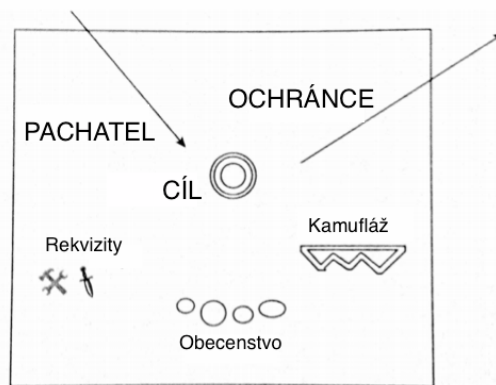 OCHRÁNCE
PACHATEL
CÍL
Kamufláž
Rekvizity
Obecenstvo